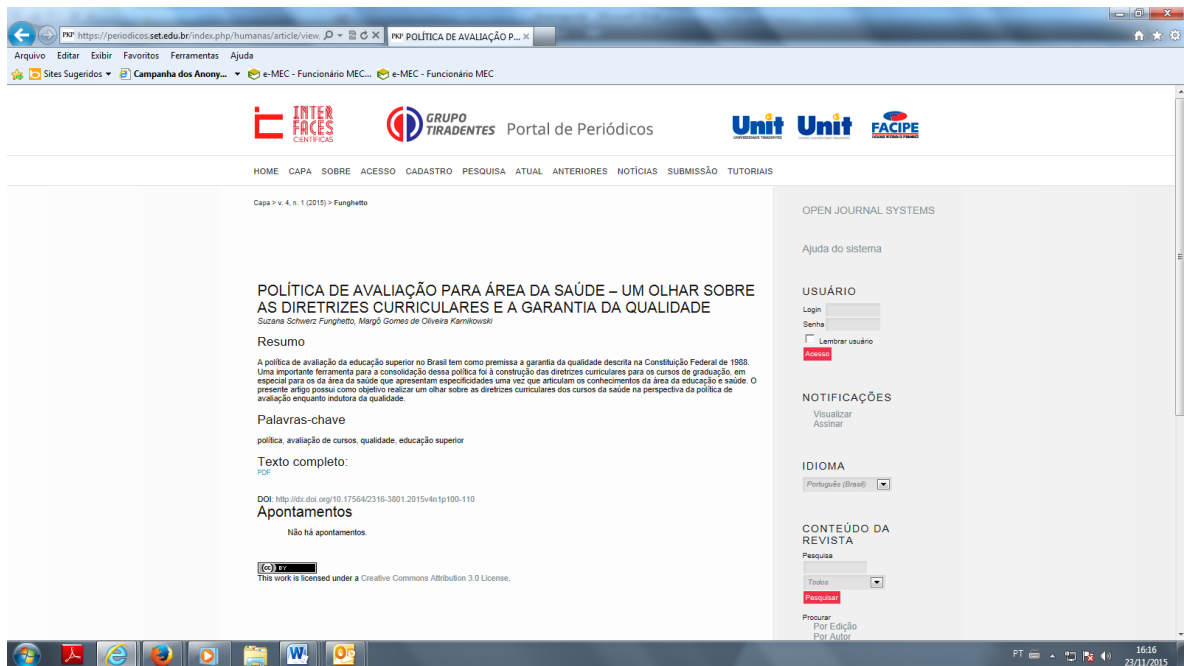 https://periodicos.set.edu.br/index.php/humanas/article/view.
PKP POLÍTICA DE AVALIAÇÃO P...
Arquivo Editar Exibir Favoritos Ferramentas Ajuda
Sites Sugeridos Campanha dos Anony... e-MEC - Funcionário MEC... e-MEC - Funcionário MEC
INTER
FACES
CIENTÍFICAS
GRUPO
TIRADENTES Portal de Periódicos
Unit Unit FACIPE
HOME CAPA SOBRE ACESSO CADASTRO PESQUISA ATUAL ANTERIORES NOTÍCIAS SUBMISSÃO TUTORIAIS
Capa > v. 4, n. 1 (2015) > Funghetto
POLÍTICA DE AVALIAÇÃO PARA ÁREA DA SAÚDE – UM OLHAR SOBRE
AS DIRETRIZES CURRICULARES E A GARANTIA DA QUALIDADE
Suzana Schwerz Funghetto, Margô Gomes de Oliveira Karnikowski
Resumo
A política de avaliação da educação superior no Brasil tem como premissa a garantia da qualidade descrita na Constituição Federal de 1988.
Uma importante ferramenta para a consolidação dessa política foi à construção das diretrizes curriculares para os cursos de graduação, em
especial para os da área da saúde que apresentam especificidades uma vez que articulam os conhecimentos da área da educação e saúde. O
presente artigo possui como objetivo realizar um olhar sobre as diretrizes curriculares dos cursos da saúde na perspectiva da política de
avaliação enquanto indutora da qualidade.
Palavras-chave
política, avaliação de cursos, qualidade, educação superior
Texto completo:
PDF
DOI: http://dx.doi.org/10.17564/2316-3801.2015v4n1p100-110
Apontamentos
Não há apontamentos.
(cc) BY
This work is licensed under a Creative Commons Attribution 3.0 License.
OPEN JOURNAL SYSTEMS
Ajuda do sistema
USUÁRIO
Login
Senha
Lembrar usuário
Acesso
NOTIFICAÇÕES
Visualizar
Assinar
IDIOMA
Português (Brasil)
CONTEÚDO DA
REVISTA
Pesquisa
Todos
Pesquisar
Procurar
Por Edição
Por Autor
PT
16:16
23/11/2015